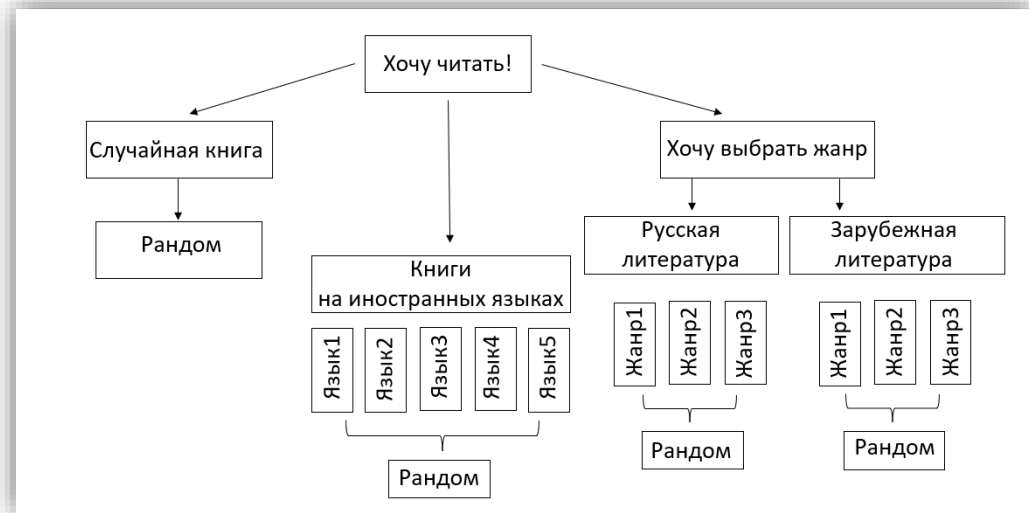 Хочу читать!
Случайная книга
Хочу выбрать жанр
Рандом
Русская
литература
Зарубежная
литература
Книги
на иностранных языках
Язык1
Язык2
Язык3
Язык4
Язык5
Жанр1
Жанр2
Жанр3
Жанр1
Жанр2
Жанр3
Рандом
Рандом
Рандом